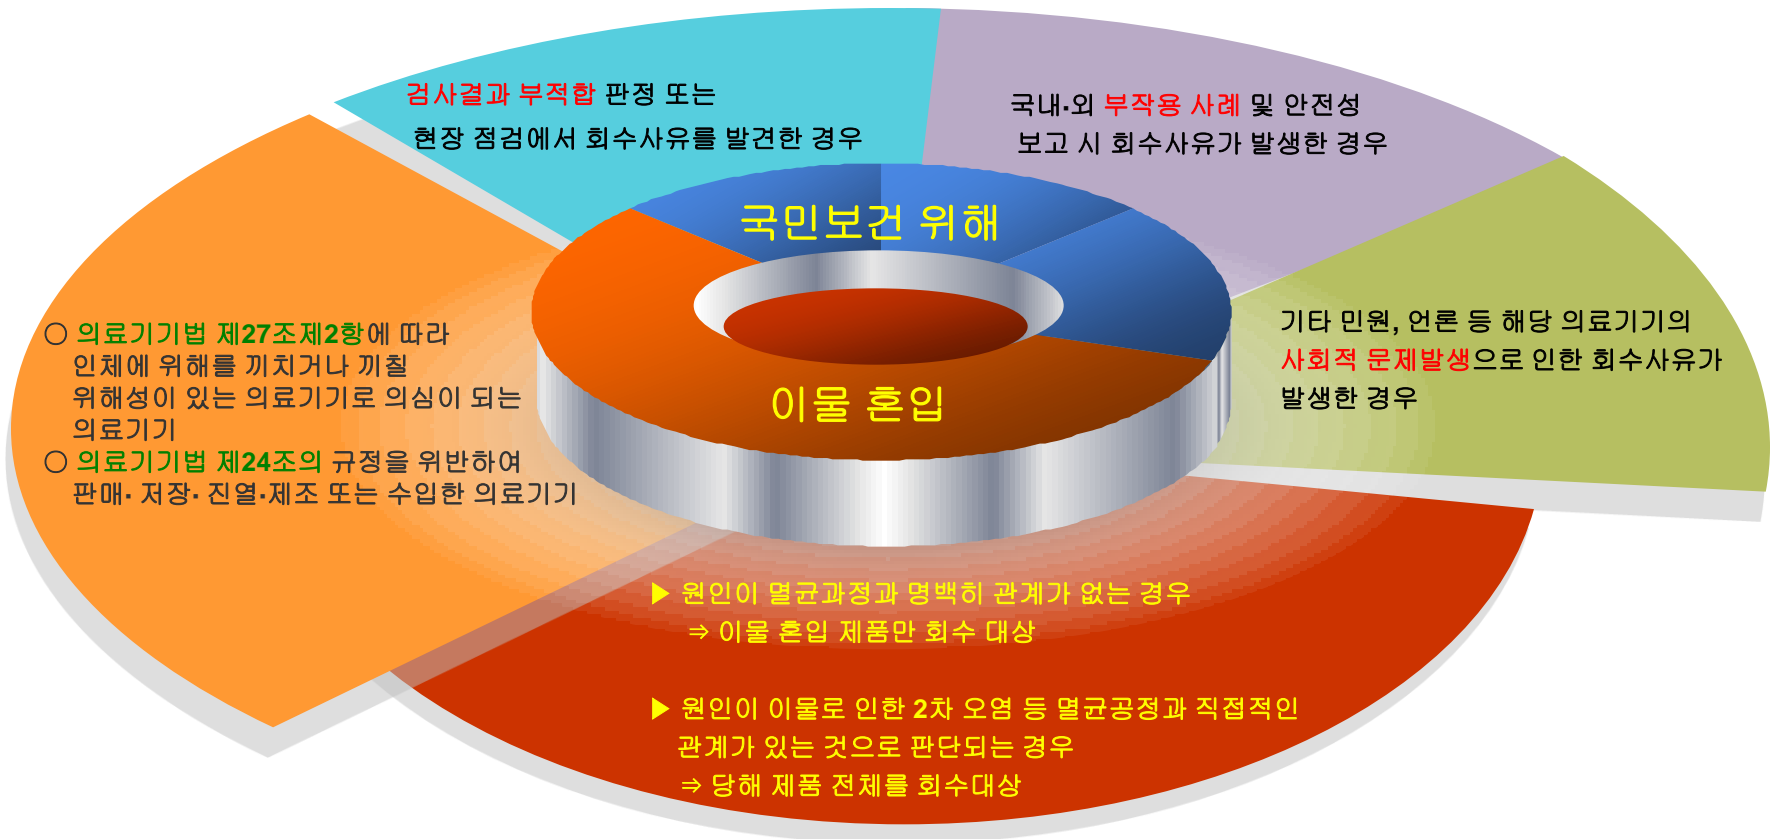 검사결과 부적합 판정 또는
현장 점검에서 회수사유를 발견한 경우
국내·외 부작용 사례 및 안전성
보고 시 회수사유가 발생한 경우
국민보건 위해
○ 의료기기법 제27조제2항에 따라
인체에 위해를 끼치거나 끼칠
위해성이 있는 의료기기로 의심이 되는
의료기기
○ 의료기기법 제24조의 규정을 위반하여
판매· 저장· 진열·제조 또는 수입한 의료기기
기타 민원, 언론 등 해당 의료기기의
사회적 문제발생으로 인한 회수사유가
발생한 경우
이물 혼입
▶ 원인이 멸균과정과 명백히 관계가 없는 경우
⇒ 이물 혼입 제품만 회수 대상
▶ 원인이 이물로 인한 2차 오염 등 멸균공정과 직접적인
관계가 있는 것으로 판단되는 경우
⇒ 당해 제품 전체를 회수대상